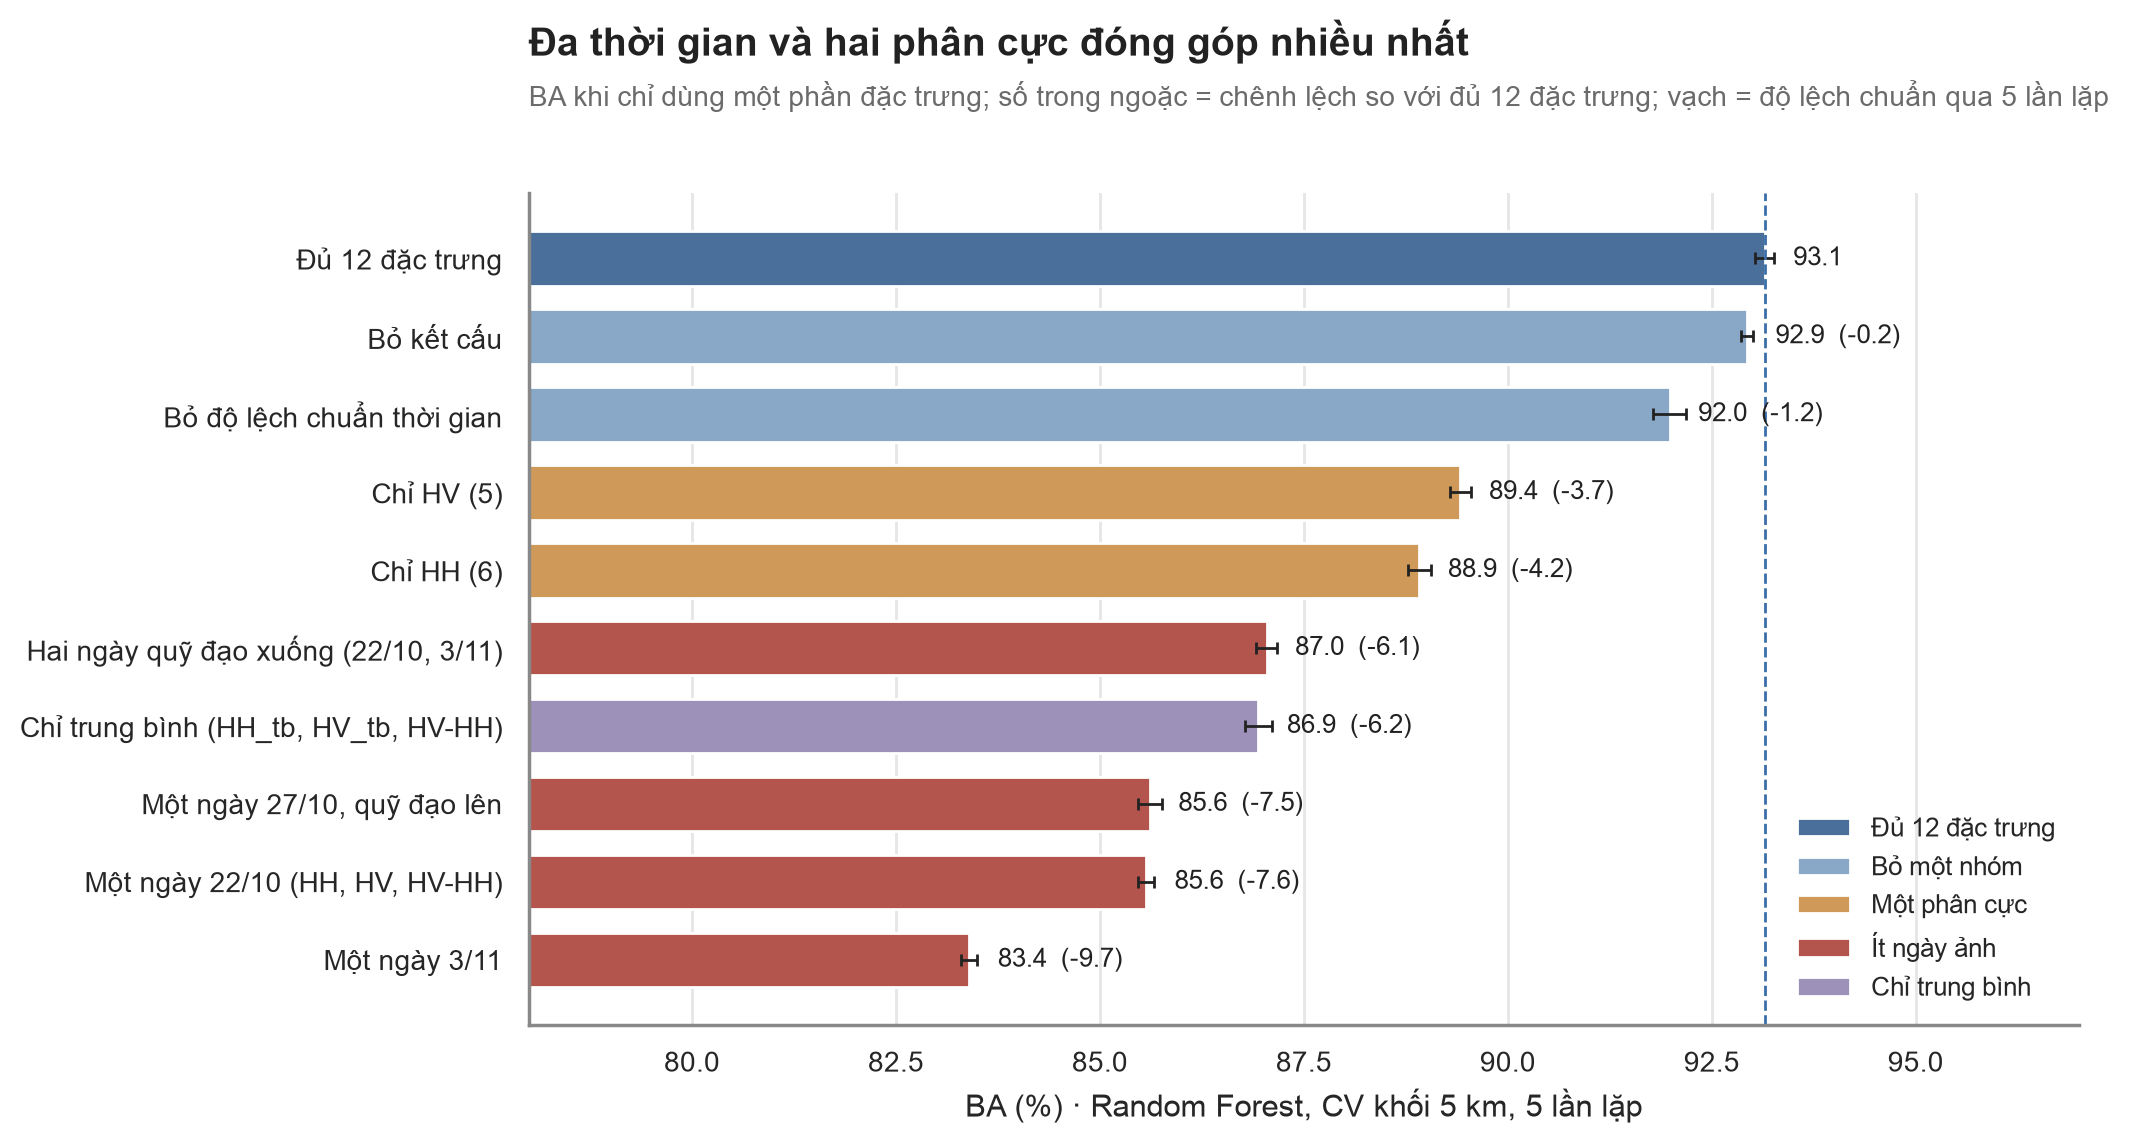 Đa thời gian và hai phân cực đóng góp nhiều nhất
BA khi chỉ dùng một phần đặc trưng; số trong ngoặc = chênh lệch so với đủ 12 đặc trưng; vạch = độ lệch chuẩn qua 5 lần lặp
Đủ 12 đặc trưng 93.1
Bỏ kết cấu 92.9 (-0.2)
Bỏ độ lệch chuẩn thời gian 92.0 (-1.2)
Chỉ HV (5) 89.4 (-3.7)
Chỉ HH (6) 88.9 (-4.2)
Hai ngày quỹ đạo xuống (22/10, 3/11) 87.0 (-6.1)
Chỉ trung bình (HH_tb, HV_tb, HV-HH) 86.9 (-6.2)
Một ngày 27/10, quỹ đạo lên 85.6 (-7.5)
Một ngày 22/10 (HH, HV, HV-HH) 85.6 (-7.6)
Một ngày 3/11 83.4 (-9.7)
Đủ 12 đặc trưng
Bỏ một nhóm
Một phân cực
Ít ngày ảnh
Chỉ trung bình
80.0 82.5 85.0 87.5 90.0 92.5 95.0
BA (%) · Random Forest, CV khối 5 km, 5 lần lặp